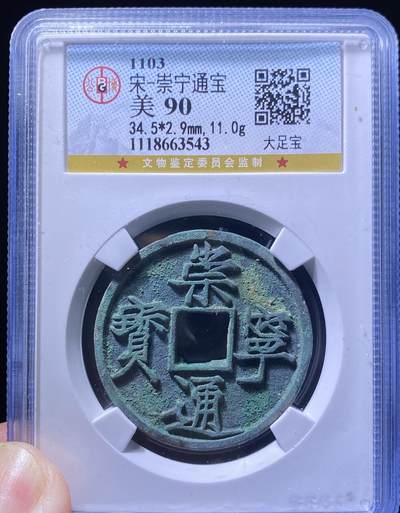 1103
宋-崇宁通宝
美 90
34.5*2.9mm,11.0g
1118663543
大足宝
★ 文物鉴定委员会监制 ★
崇
寧
通
寳